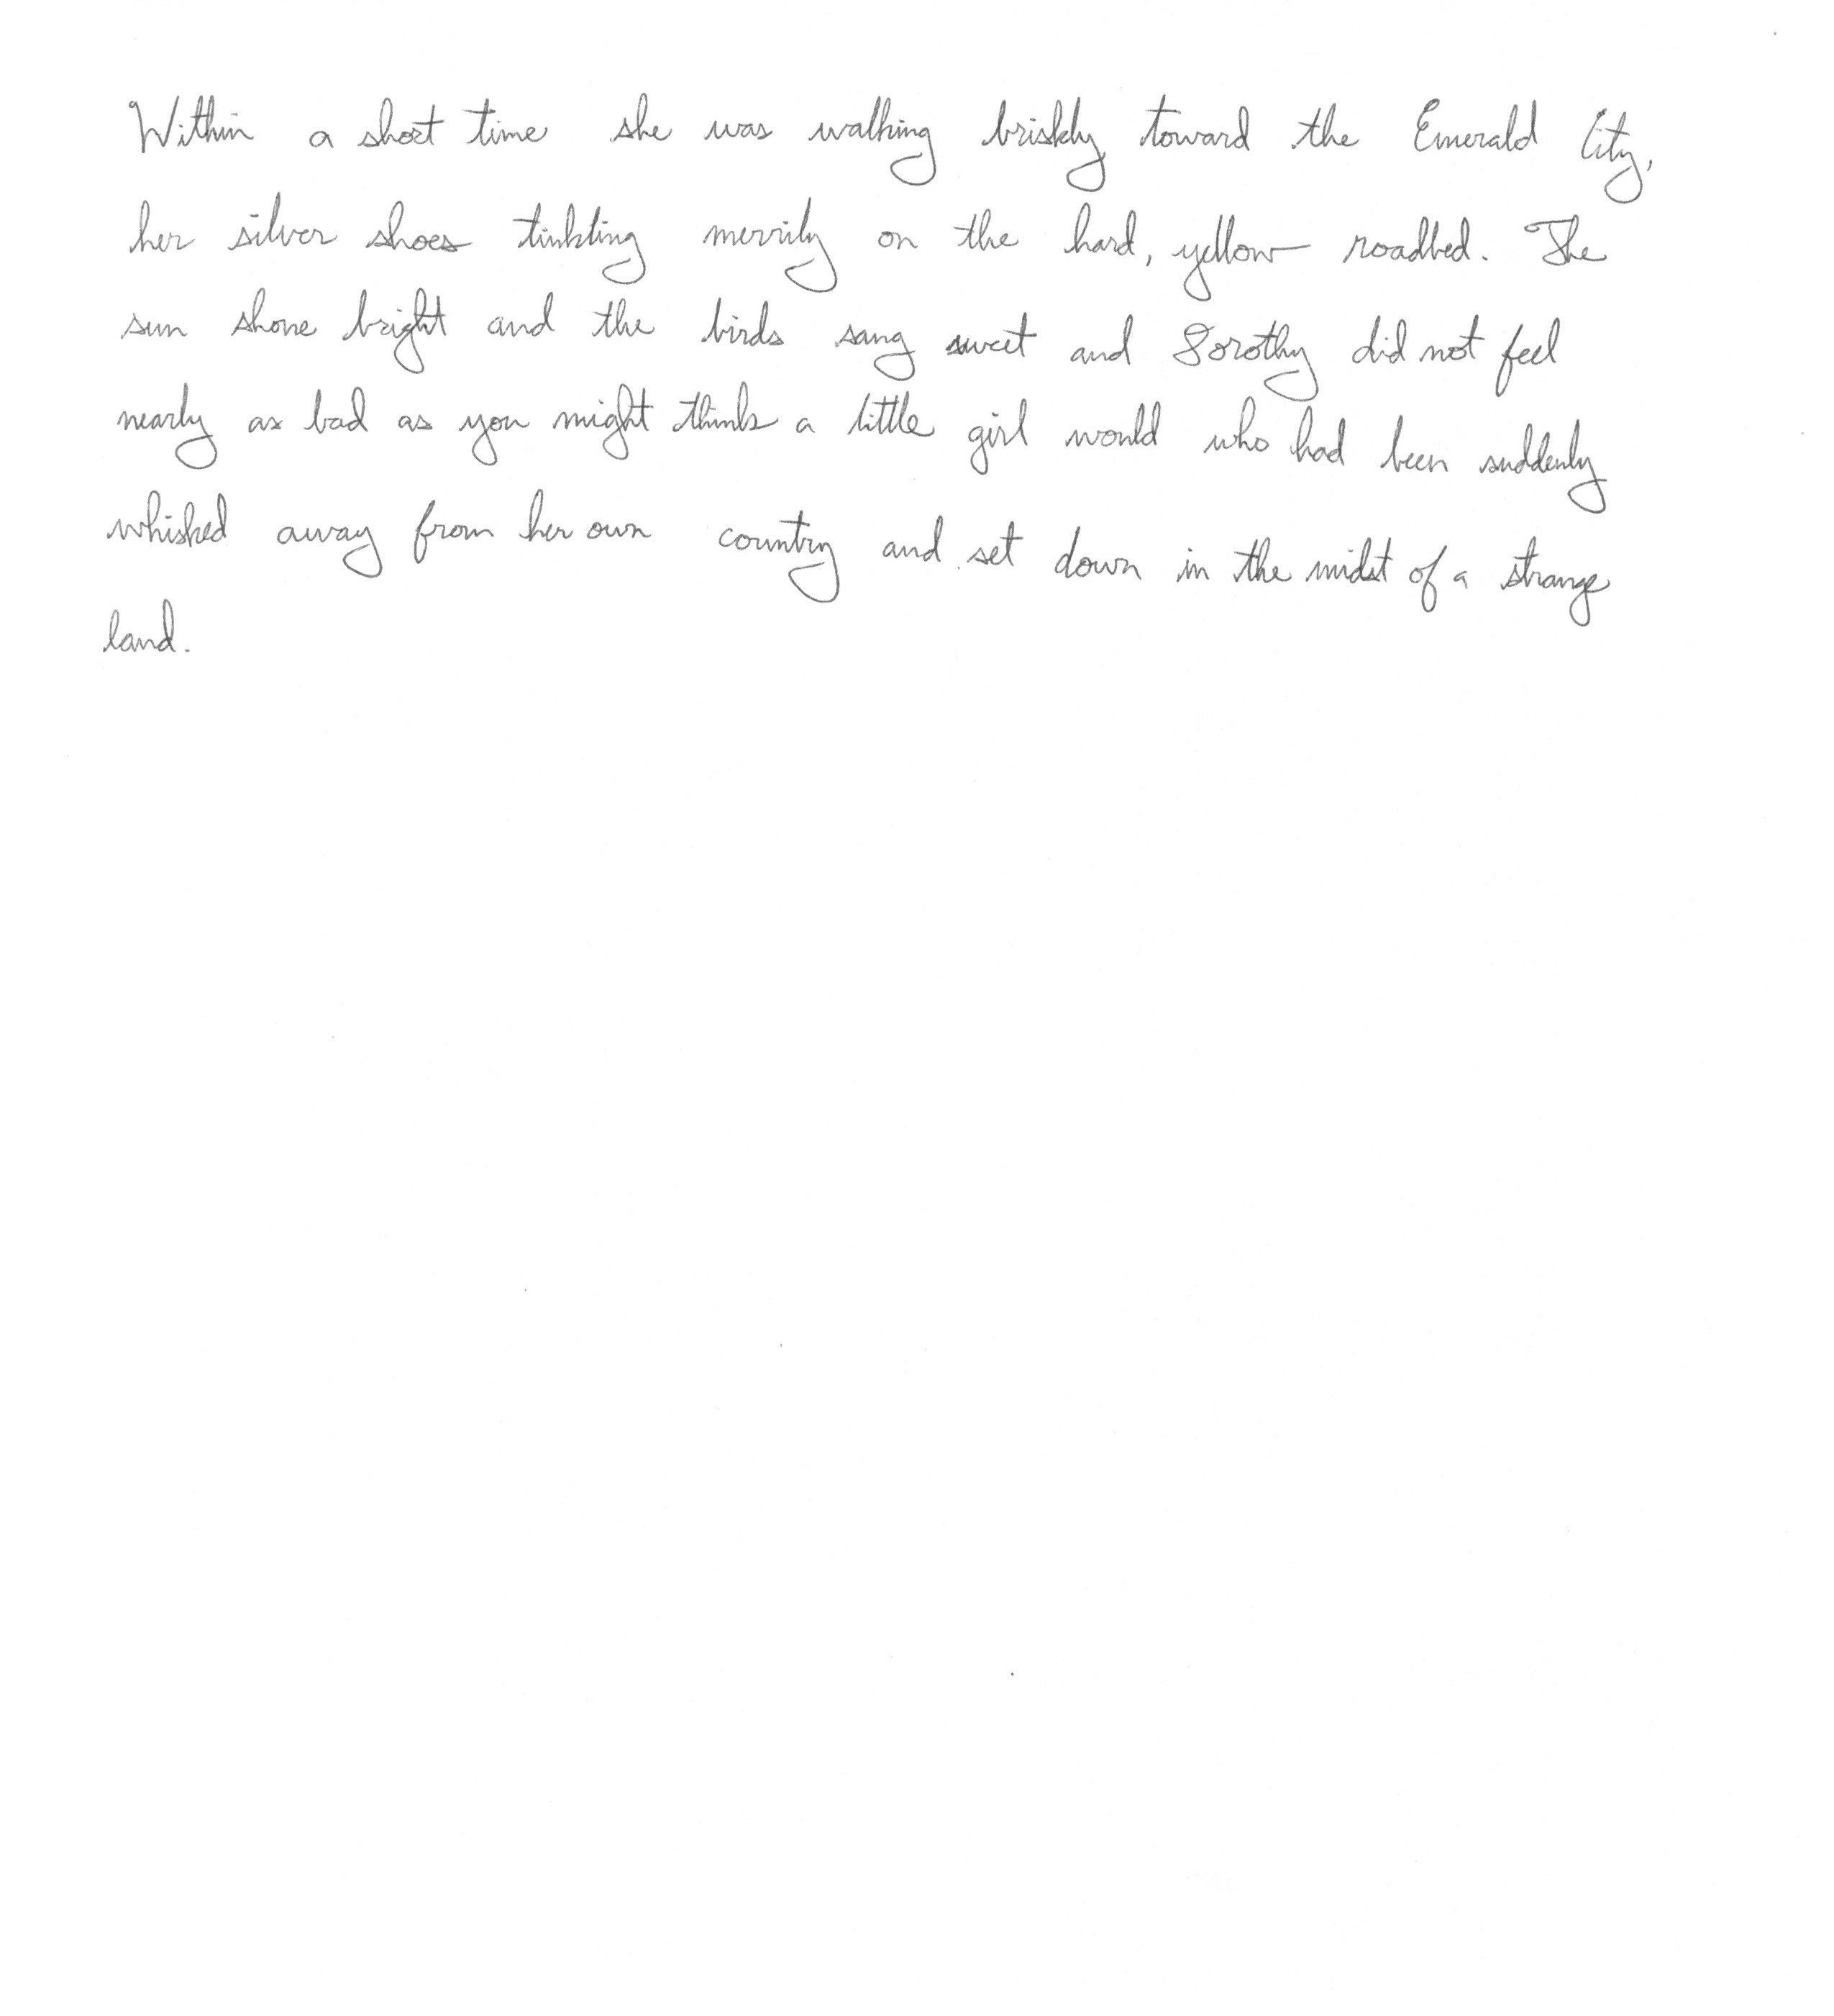 Within a short time she was walking briskly toward the Emerald City,
her silver shoes tinkling merrily on the hard, yellow roadbed. The
sun shone bright and the birds sang sweet and Dorothy did not feel
nearly as bad as you might think a little girl would who had been suddenly
whisked away from her own country and set down in the midst of a strange
land.